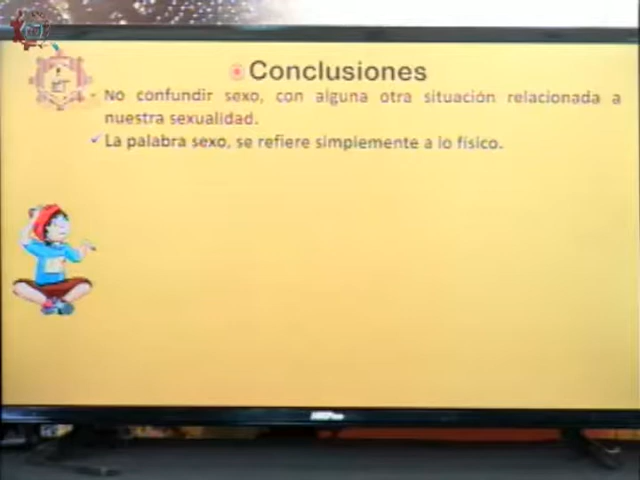 Conclusiones
No confundir sexo, con alguna otra situación relacionada a
nuestra sexualidad.
✓ La palabra sexo, se refiere simplemente a lo físico.